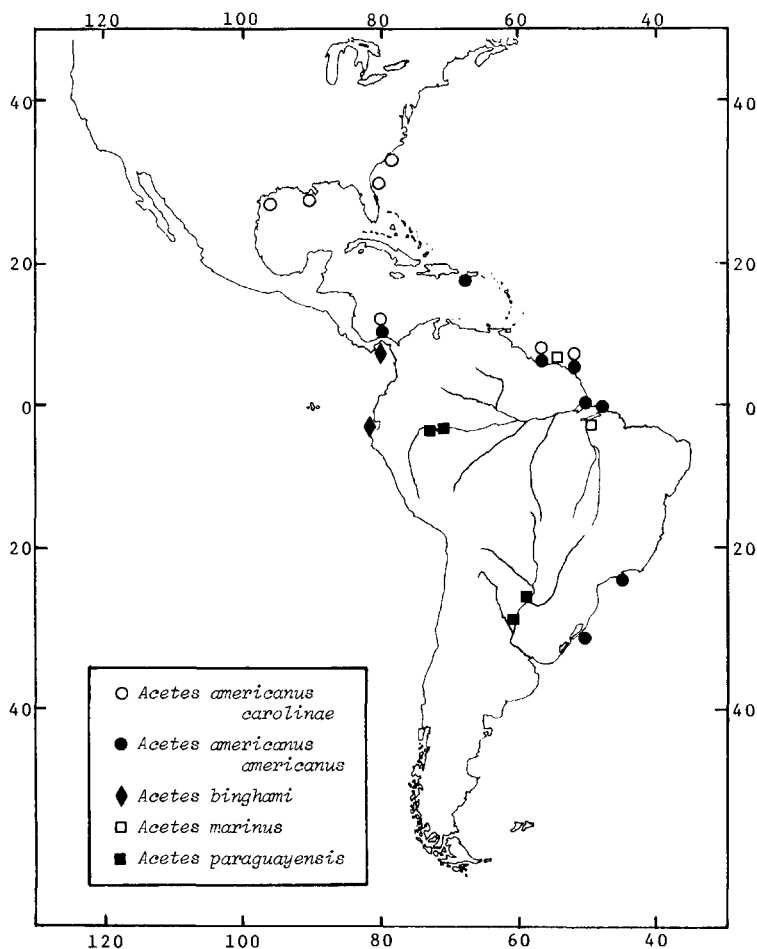 120 100 80 60 40
40 40
20 20
0 0
20 20
40 40
Acetes americanus
carolinae
Acetes americanus
americanus
Acetes binghami
Acetes marinus
Acetes paraguayensis
120 100 80 60 40